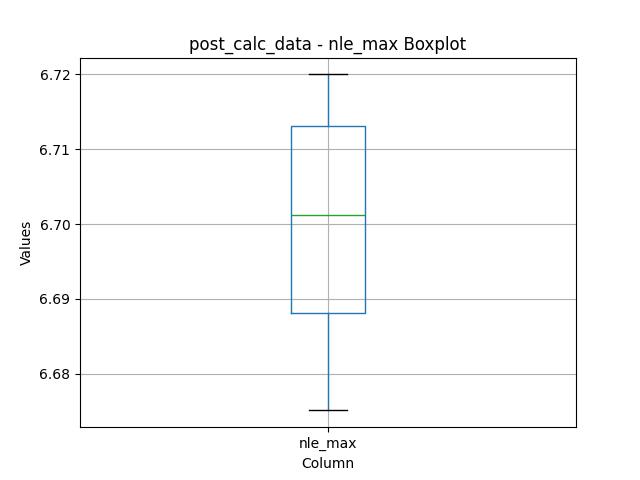 post_calc_data - nle_max Boxplot
6.72
6.71
6.70
6.69
6.68
Values
nle_max
Column